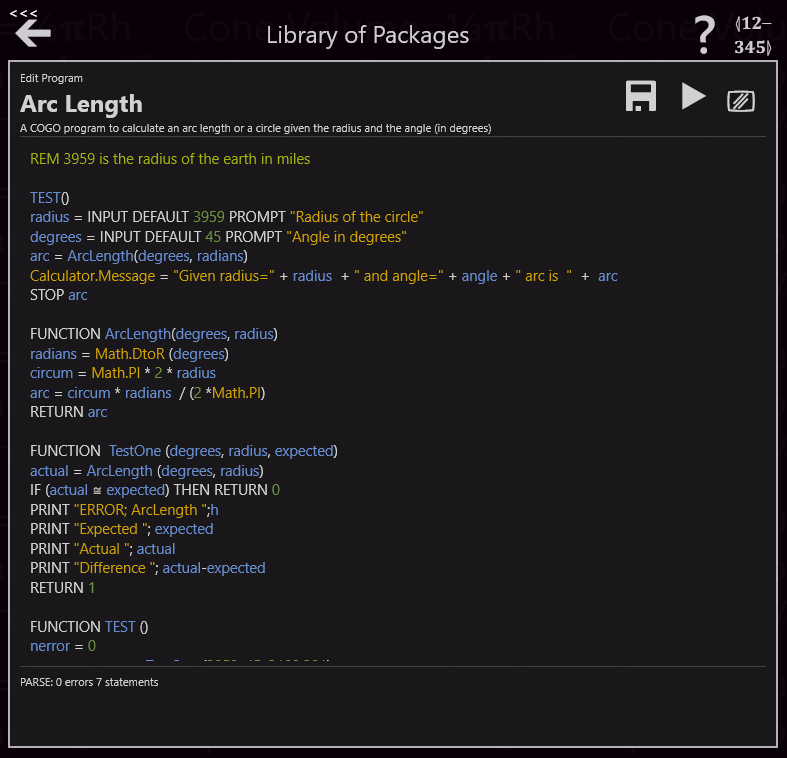 <<<
Library of Packages
?
⟬12–
345⟭
Edit Program
Arc Length
A COGO program to calculate an arc length or a circle given the radius and the angle (in degrees)
REM 3959 is the radius of the earth in miles
TEST()
radius = INPUT DEFAULT 3959 PROMPT "Radius of the circle"
degrees = INPUT DEFAULT 45 PROMPT "Angle in degrees"
arc = ArcLength(degrees, radians)
Calculator.Message = "Given radius=" + radius  + " and angle=" + angle + " arc is  "  +  arc
STOP arc
FUNCTION ArcLength(degrees, radius)
radians = Math.DtoR (degrees)
circum = Math.PI * 2 * radius
arc = circum * radians  / (2 *Math.PI)
RETURN arc
FUNCTION  TestOne (degrees, radius, expected)
actual = ArcLength (degrees, radius)
IF (actual ≅ expected) THEN RETURN 0
PRINT "ERROR; ArcLength ";h
PRINT "Expected "; expected
PRINT "Actual "; actual
PRINT "Difference "; actual-expected
RETURN 1
FUNCTION TEST ()
nerror = 0
PARSE: 0 errors 7 statements